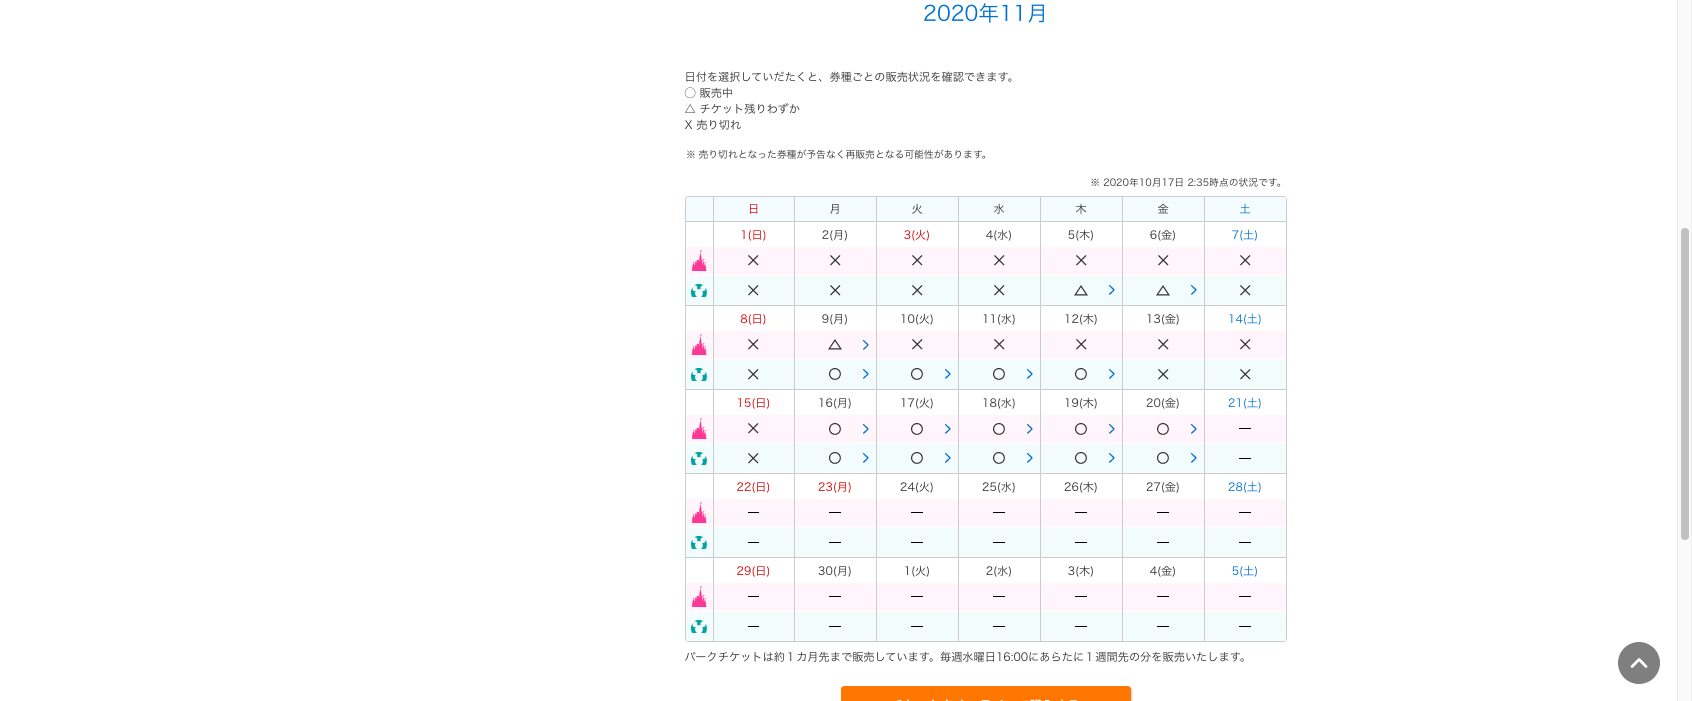 2020年11月
日付を選択していだたくと、券種ごとの販売状況を確認できます。
◯ 販売中
△ チケット残りわずか
X 売り切れ
※ 売り切れとなった券種が予告なく再販売となる可能性があります。
※ 2020年10月17日 2:35時点の状況です。
日 月 火 水 木 金 土
1(日) 2(月) 3(火) 4(水) 5(木) 6(金) 7(土)
× × × × × × ×
× × × × △ △ ×
8(日) 9(月) 10(火) 11(水) 12(木) 13(金) 14(土)
× △ × × × × ×
× ○ ○ ○ ○ × ×
15(日) 16(月) 17(火) 18(水) 19(木) 20(金) 21(土)
× ○ ○ ○ ○ ○ —
× ○ ○ ○ ○ ○ —
22(日) 23(月) 24(火) 25(水) 26(木) 27(金) 28(土)
— — — — — — —
— — — — — — —
29(日) 30(月) 1(火) 2(水) 3(木) 4(金) 5(土)
— — — — — — —
— — — — — — —
パークチケットは約１カ月先まで販売しています。毎週水曜日16:00にあらたに１週間先の分を販売いたします。